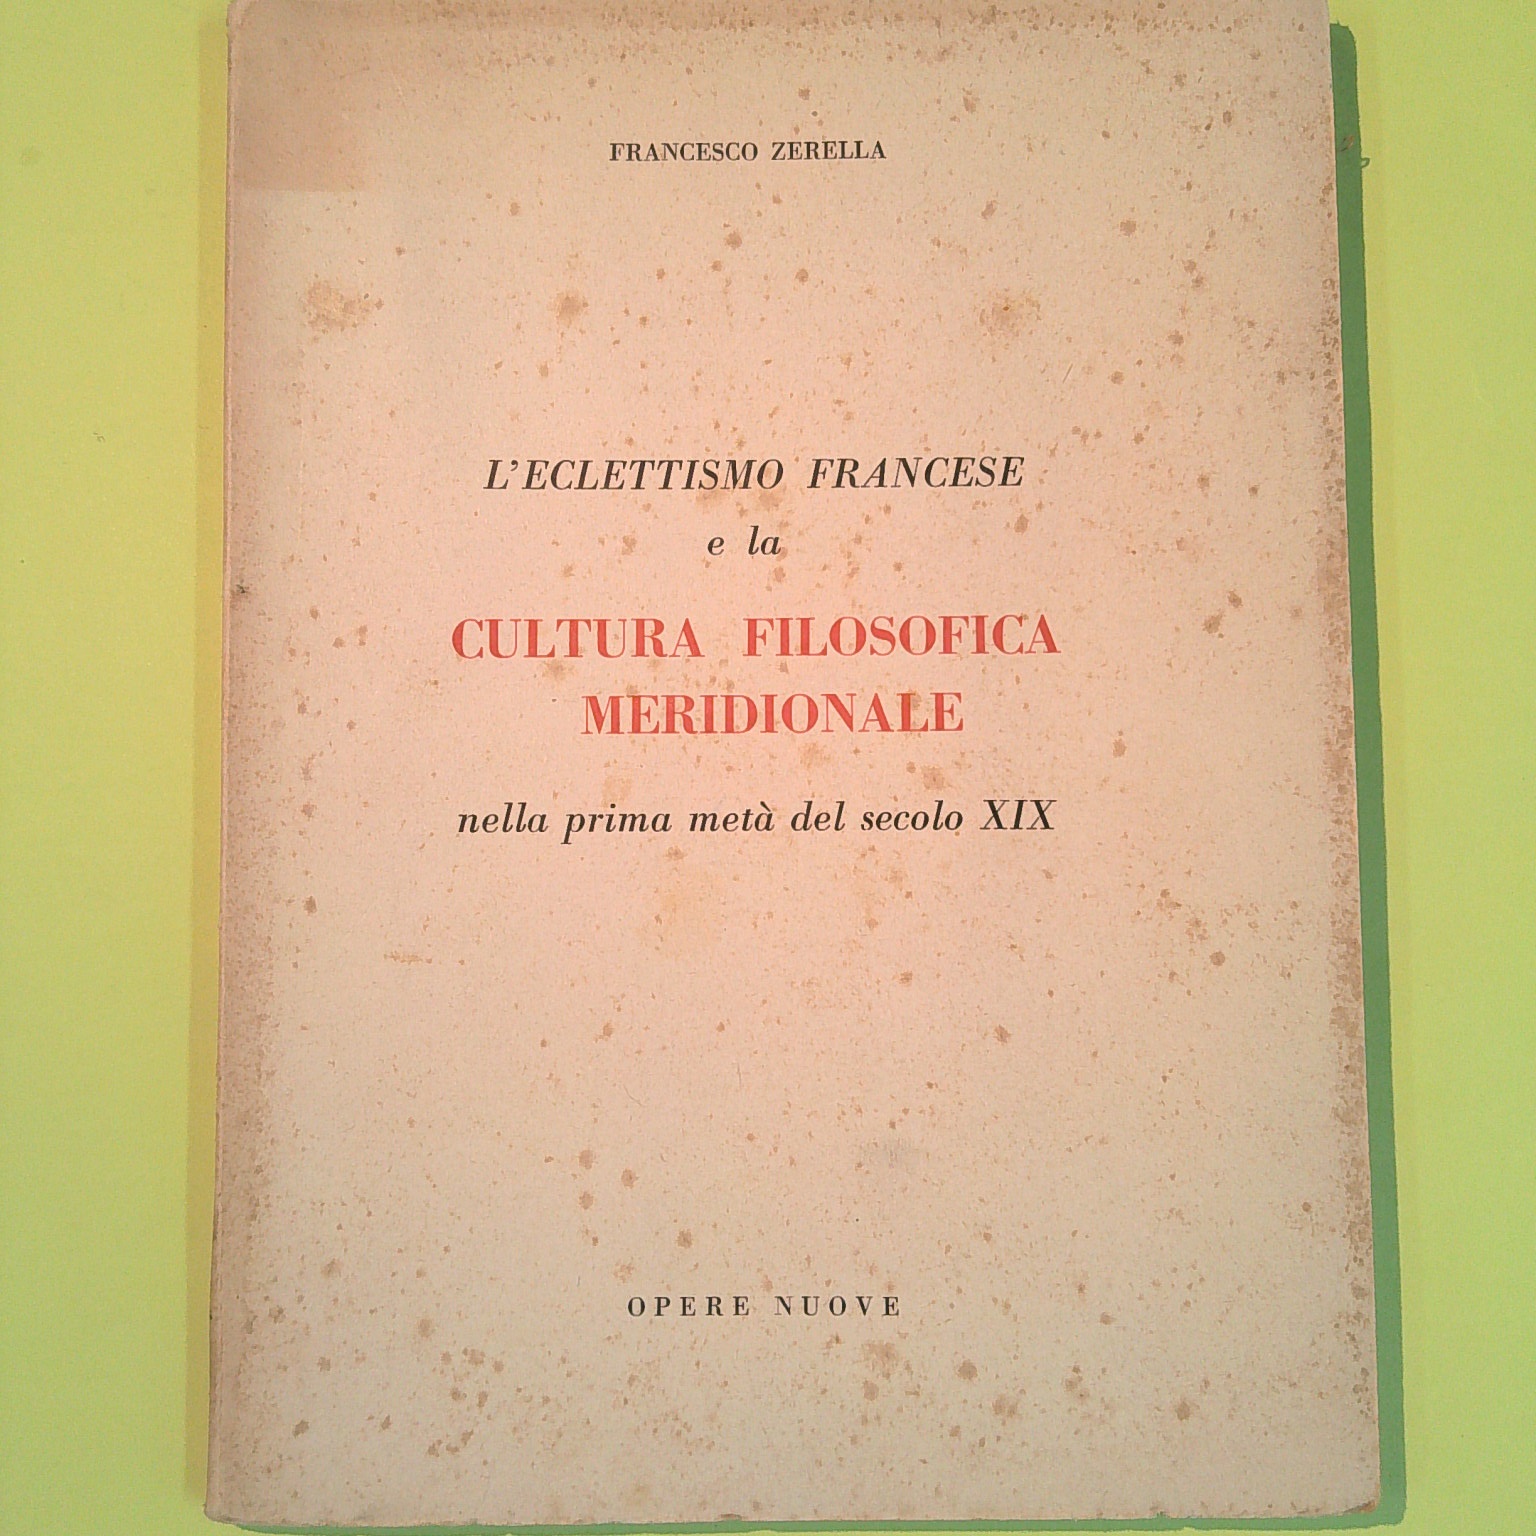 FRANCESCO ZERELLA
L'ECLETTISMO FRANCESE
e la
CULTURA FILOSOFICA
MERIDIONALE
nella prima metà del secolo XIX
OPERE NUOVE